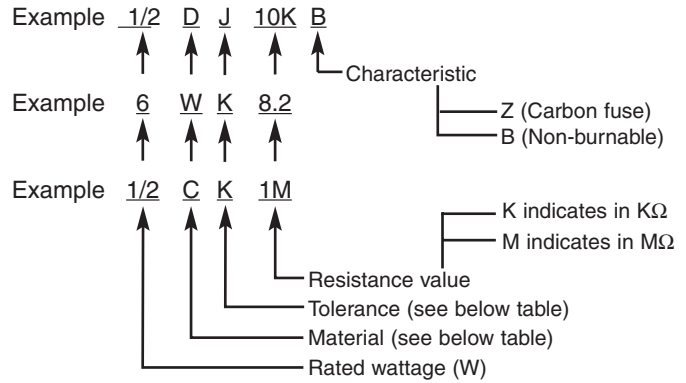 Example 1/2 D J 10K B
Characteristic
Example 6 W K 8.2
Z (Carbon fuse)
B (Non-burnable)
Example 1/2 C K 1M
K indicates in KΩ
M indicates in MΩ
Resistance value
Tolerance (see below table)
Material (see below table)
Rated wattage (W)